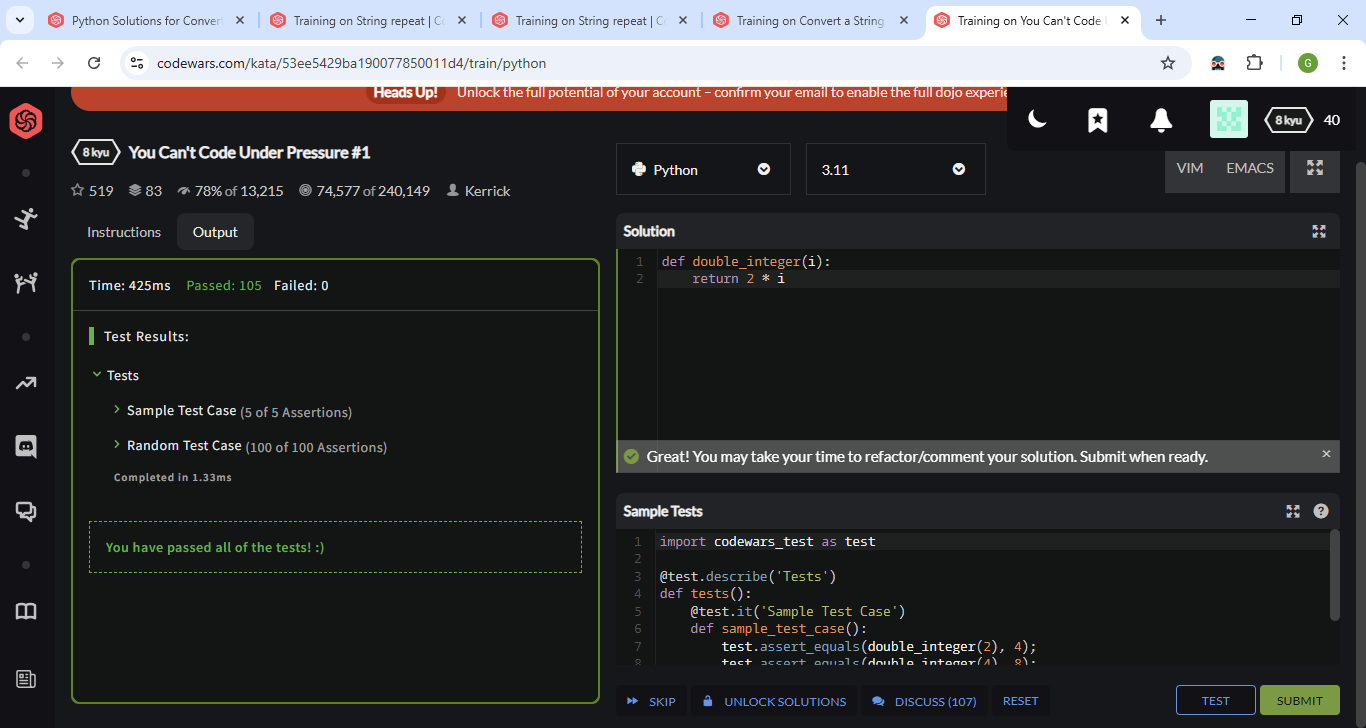 Python Solutions for Conver
Training on String repeat | Co
Training on String repeat | Co
Training on Convert a String
Training on You Can't Code U
codewars.com/kata/53ee5429ba190077850011d4/train/python
G
Heads Up! Unlock the full potential of your account – confirm your email to enable the full dojo experie
8 kyu 40
8 kyu You Can't Code Under Pressure #1
519 83 78% of 13,215 74,577 of 240,149 Kerrick
Python
3.11
VIM EMACS
Instructions Output
Time: 425ms Passed: 105 Failed: 0
Test Results:
Tests
Sample Test Case (5 of 5 Assertions)
Random Test Case (100 of 100 Assertions)
Completed in 1.33ms
You have passed all of the tests! :)
Solution
1 def double_integer(i):
2 return 2 * i
Great! You may take your time to refactor/comment your solution. Submit when ready.
Sample Tests
1 import codewars_test as test
2
3 @test.describe('Tests')
4 def tests():
5 @test.it('Sample Test Case')
6 def sample_test_case():
7 test.assert_equals(double_integer(2), 4);
8 test.assert_equals(double_integer(4), 8);
SKIP UNLOCK SOLUTIONS DISCUSS (107) RESET TEST SUBMIT